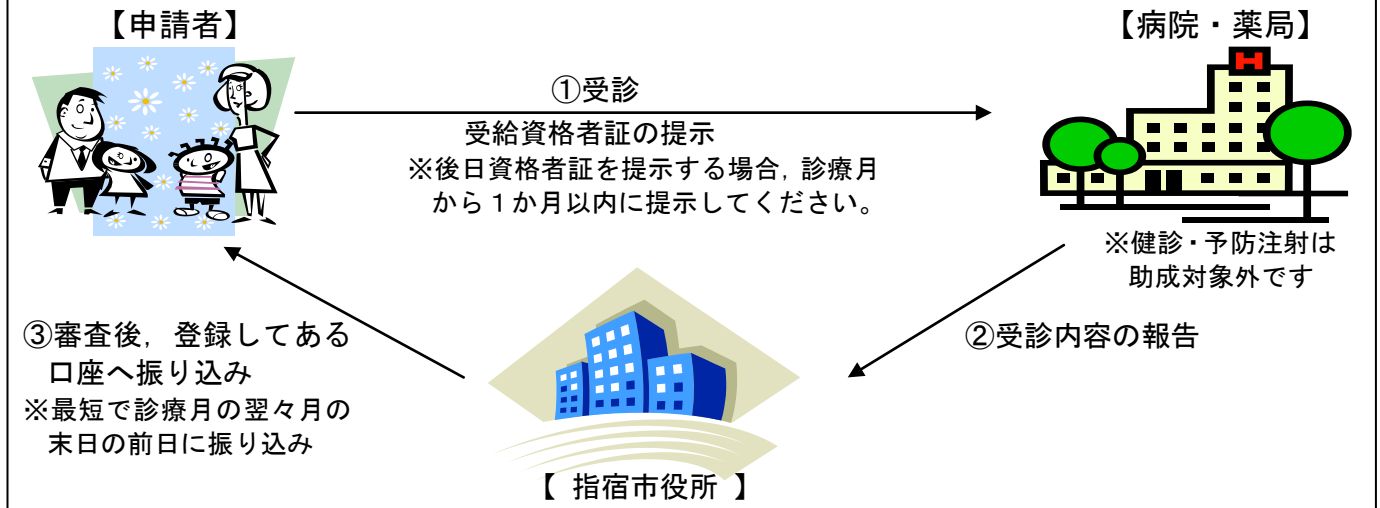 【申請者】
【病院・薬局】
H
①受診
受給資格者証の提示
※後日資格者証を提示する場合，診療月
から１か月以内に提示してください。
※健診・予防注射は
助成対象外です
②受診内容の報告
③審査後，登録してある
口座へ振り込み
※最短で診療月の翌々月の
末日の前日に振り込み
【 指宿市役所 】